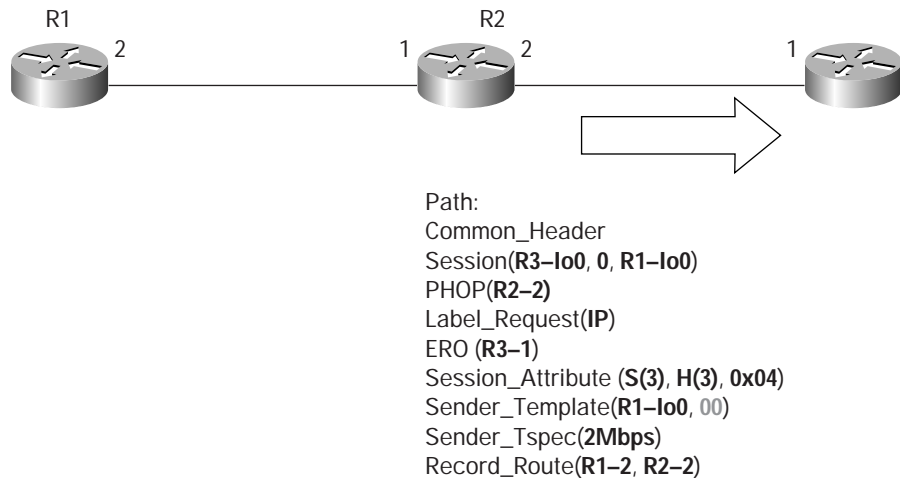 R1
R2
2
1
2
1
Path:
Common_Header
Session(R3–lo0, 0, R1–lo0)
PHOP(R2–2)
Label_Request(IP)
ERO (R3–1)
Session_Attribute (S(3), H(3), 0x04)
Sender_Template(R1–lo0, 00)
Sender_Tspec(2Mbps)
Record_Route(R1–2, R2–2)